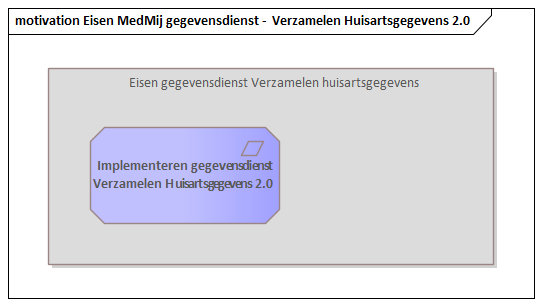 motivation Eisen MedMij gegevensdienst - Verzamelen Huisartsgegevens 2.0
Eisen gegevensdienst Verzamelen huisartsgegevens
Implementeren gegevensdienst
Verzamelen Huisartsgegevens 2.0